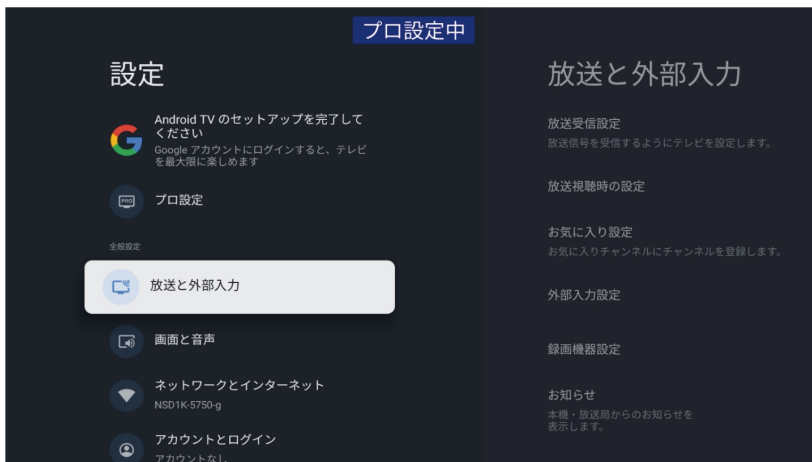 プロ設定中
設定
Android TV のセットアップを完了して
ください
Google アカウントにログインすると、テレビ
を最大限に楽しめます
PRO
プロ設定
全般設定
放送と外部入力
画面と音声
ネットワークとインターネット
NSD1K-5750-g
アカウントとログイン
アカウントなし
放送と外部入力
放送受信設定
放送信号を受信するようにテレビを設定します。
放送視聴時の設定
お気に入り設定
お気に入りチャンネルにチャンネルを登録します。
外部入力設定
録画機器設定
お知らせ
本機・放送局からのお知らせを
表示します。